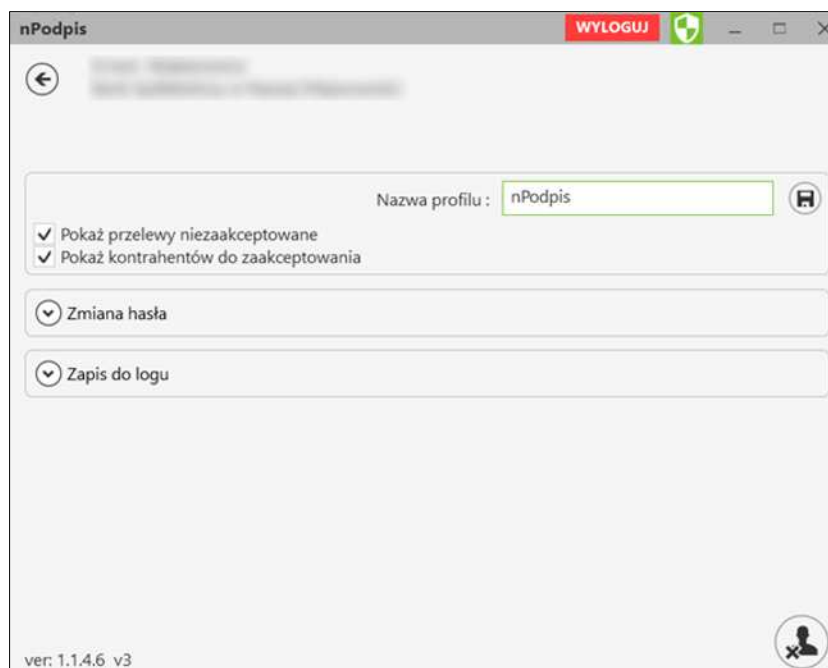 nPodpis WYLOGUJ
Nazwa profilu : nPodpis
Pokaż przelewy niezaakceptowane
Pokaż kontrahentów do zaakceptowania
Zmiana hasła
Zapis do logu
ver: 1.1.4.6 v3